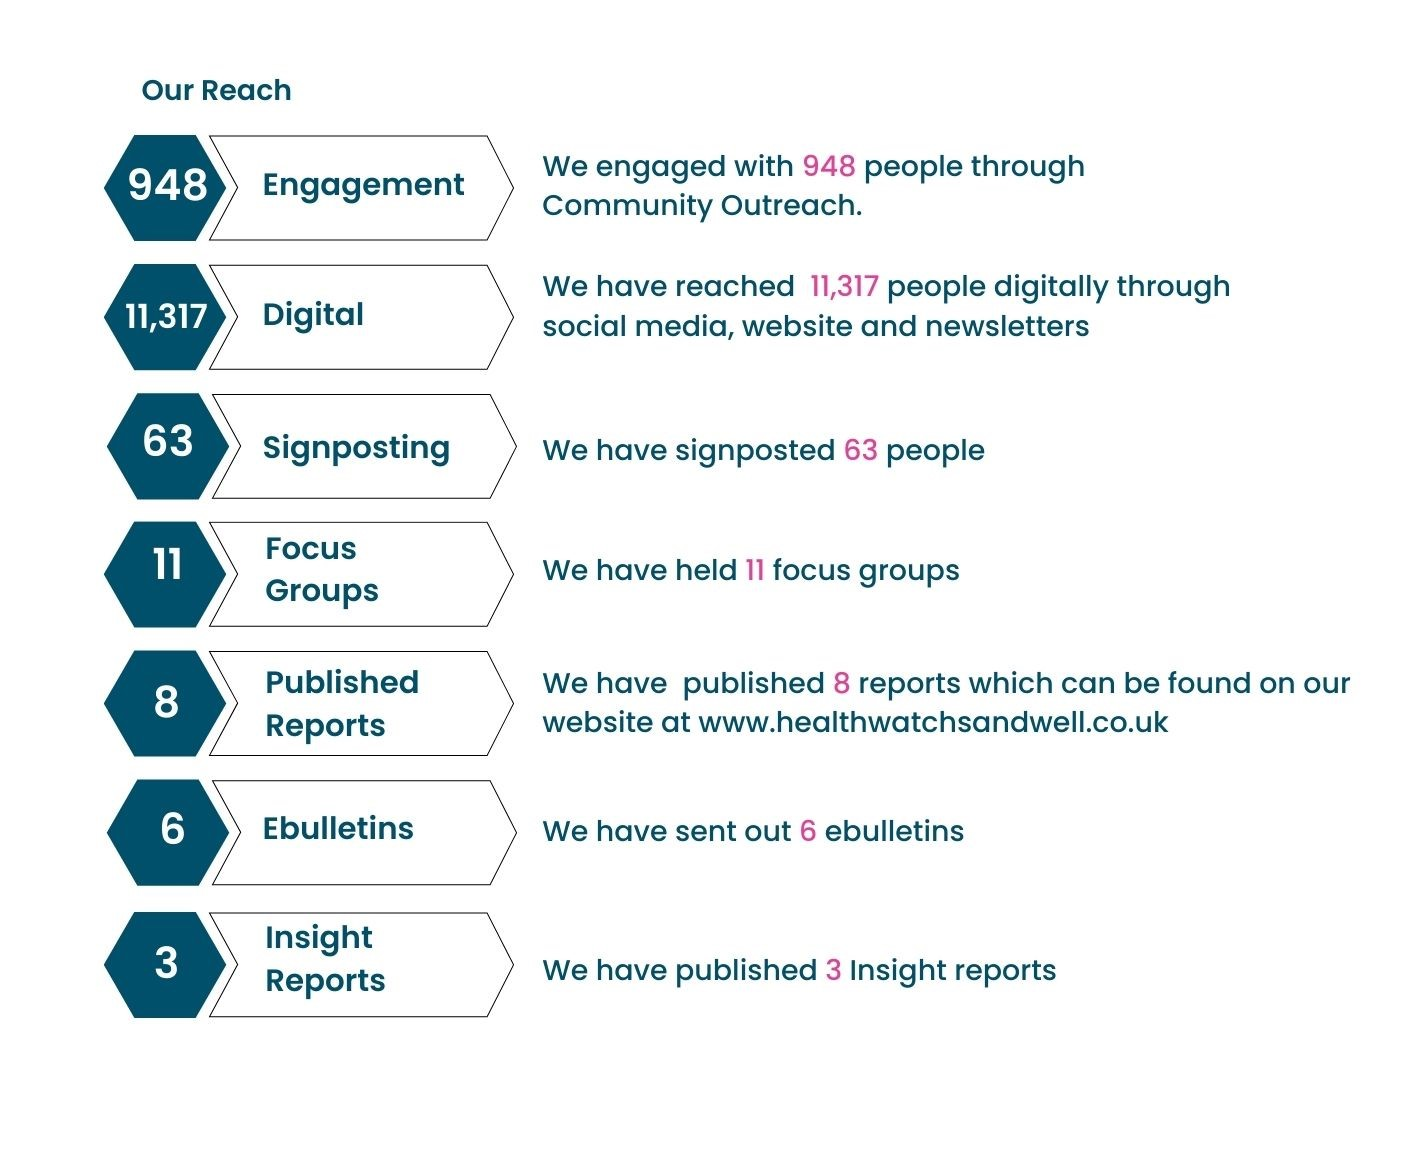 Our Reach
948
Engagement
We engaged with 948 people through
Community Outreach.
11,317
Digital
We have reached  11,317 people digitally through
social media, website and newsletters
63
Signposting
We have signposted 63 people
11
Focus
Groups
We have held 11 focus groups
8
Published
Reports
We have  published 8 reports which can be found on our
website at www.healthwatchsandwell.co.uk
6
Ebulletins
We have sent out 6 ebulletins
3
Insight
Reports
We have published 3 Insight reports